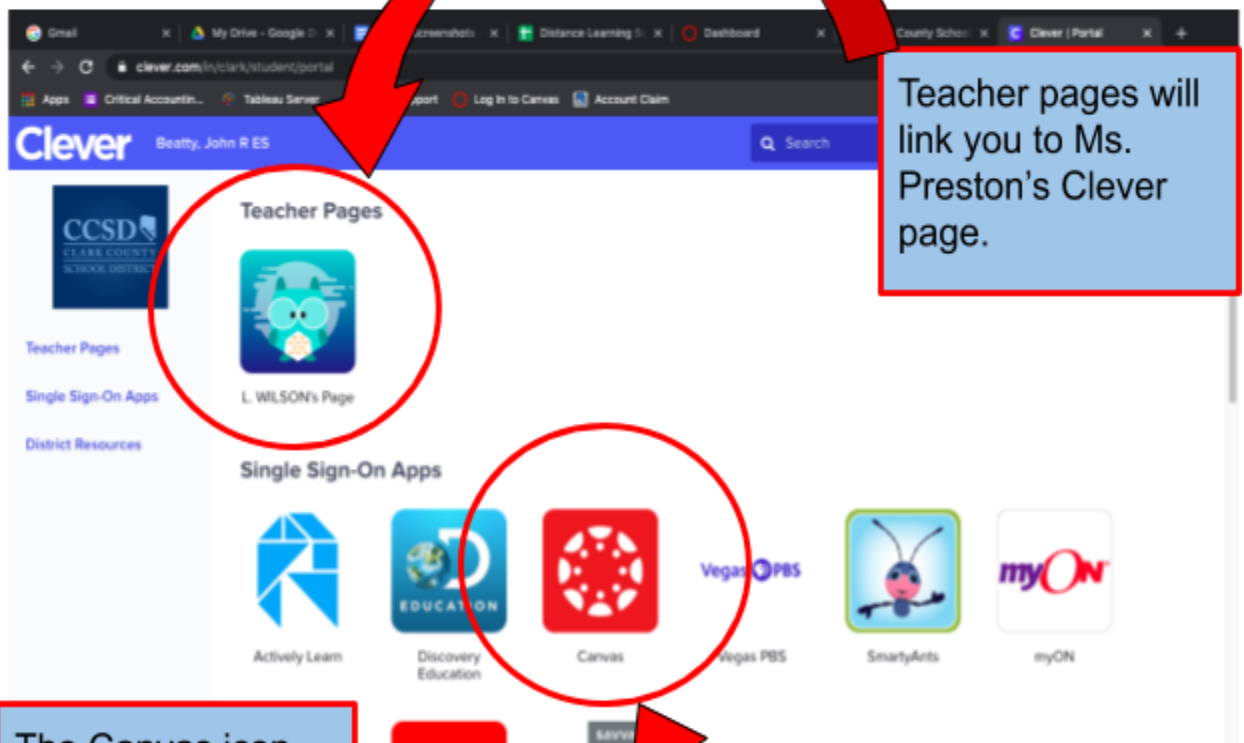 Gmail
My Drive - Google D
Screenshots
Distance Learning S
Dashboard
County School
Clever | Portal
clever.com/in/clark/student/portal
Apps
Critical Accountin...
Tableau Server
Log In to Canvas
Account Claim
Teacher pages will
link you to Ms.
Preston's Clever
page.
Clever
Beatty, John R ES
Search
CCSD
CLARK COUNTY
SCHOOL DISTRICT
Teacher Pages
Single Sign-On Apps
District Resources
Teacher Pages
L. WILSON's Page
Single Sign-On Apps
EDUCATION
Vegas PBS
myON
Actively Learn
Discovery
Education
Canvas
Vegas PBS
SmartyAnts
myON
The Canvas icon